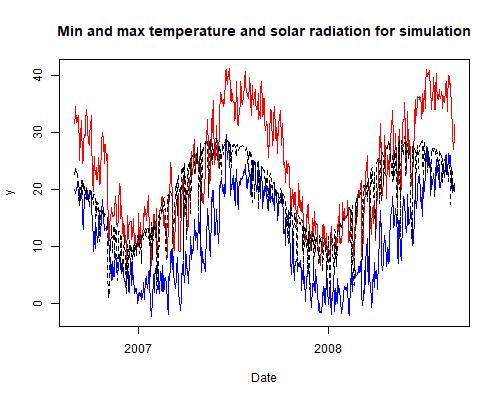 Min and max temperature and solar radiation for simulation
40
30
20
10
0
y
2007
2008
Date